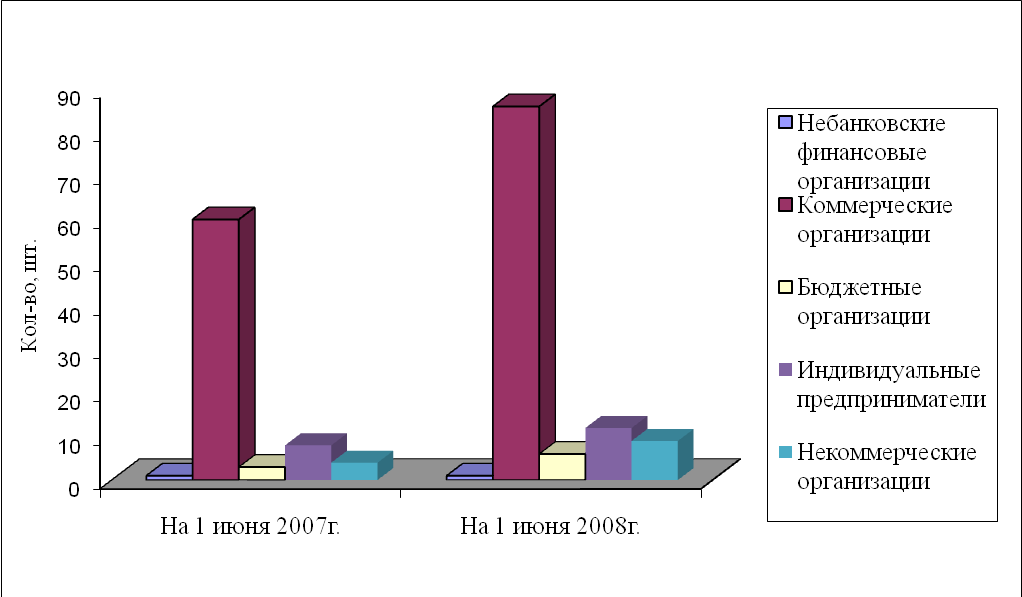 90
80
70
60
50
40
30
20
10
0
Кол-во, шт.
На 1 июня 2007г.
На 1 июня 2008г.
Небанковские
финансовые
организации
Коммерческие
организации
Бюджетные
организации
Индивидуальные
предприниматели
Некоммерческие
организации